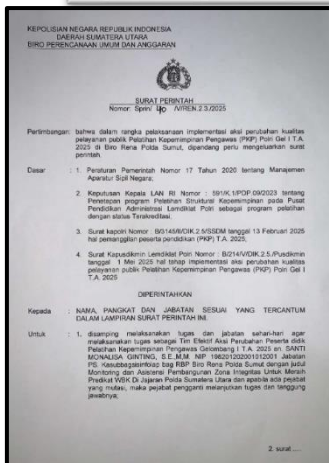 KEPOLISIAN NEGARA REPUBLIK INDONESIA
DAERAH SUMATERA UTARA
BIRO PERENCANAAN UMUM DAN ANGGARAN
SURAT PERINTAH
Nomor: Sprin/ 40 /V/REN.2.3/2025
Pertimbangan: bahwa dalam rangka pelaksanaan implementasi aksi perubahan kualitas
pelayanan publik Pelatihan Kepemimpinan Pengawas (PKP) Polri Gel I T.A.
2025 di Biro Rena Polda Sumut, dipandang perlu mengeluarkan surat
perintah.
Dasar : 1. Peraturan Pemerintah Nomor 17 Tahun 2020 tentang Manajemen
Aparatur Sipil Negara;
2. Keputusan Kepala LAN RI Nomor : 591/K.1/PDP.09/2023 tentang
Penetapan program Pelatihan Struktural Kepemimpinan pada Pusat
Pendidikan Administrasi Lemdiklat Polri sebagai program pelatihan
dengan status Terakreditasi;
3. Surat kapolri Nomor : B/3145/II/DIK.2.5/SSDM tanggal 13 Februari 2025
hal pemanggilan peserta pendidikan (PKP) T.A. 2025;
4. Surat Kapusdikmin Lemdiklat Polri Nomor : B/214/V/DIK.2.5./Pusdikmin
tanggal 1 Mei 2025 hal tahap implementasi aksi perubahan kualitas
pelayanan publik Pelatihan Kepemimpinan Pengawas (PKP) Polri Gel I
T.A 2025.
DIPERINTAHKAN
Kepada : NAMA, PANGKAT DAN JABATAN SESUAI YANG TERCANTUM
DALAM LAMPIRAN SURAT PERINTAH INI.
Untuk : 1. disamping melaksanakan tugas dan jabatan sehari-hari agar
melaksanakan tugas sebagai Tim Efektif Aksi Perubahan Peserta didik
Pelatihan Kepemimpinan Pengawas Gelombang I T.A. 2025 an. SANTI
MONALISA GINTING, S.E.,M.M. NIP 198201202001012001 Jabatan
PS. Kasubbagsisinfolap bag RBP Biro Rena Polda Sumut dengan judul
Monitoring dan Asistensi Pembangunan Zona Integritas Untuk Meraih
Predikat WBK Di Jajaran Polda Sumatera Utara dan apabila ada pejabat
yang mutasi, maka pejabat pengganti melanjutkan tugas dan tanggung
jawabnya;
2. surat .....